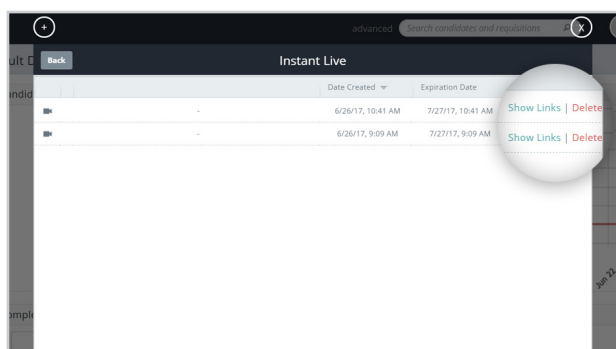 +
advanced Search candidates and requisitions X
ult D
Back Instant Live
ndid
Date Created Expiration Date
- 6/26/17, 10:41 AM 7/27/17, 10:41 AM Show Links | Delete
- 6/26/17, 9:09 AM 7/27/17, 9:09 AM Show Links | Delete
Jun 22
omple